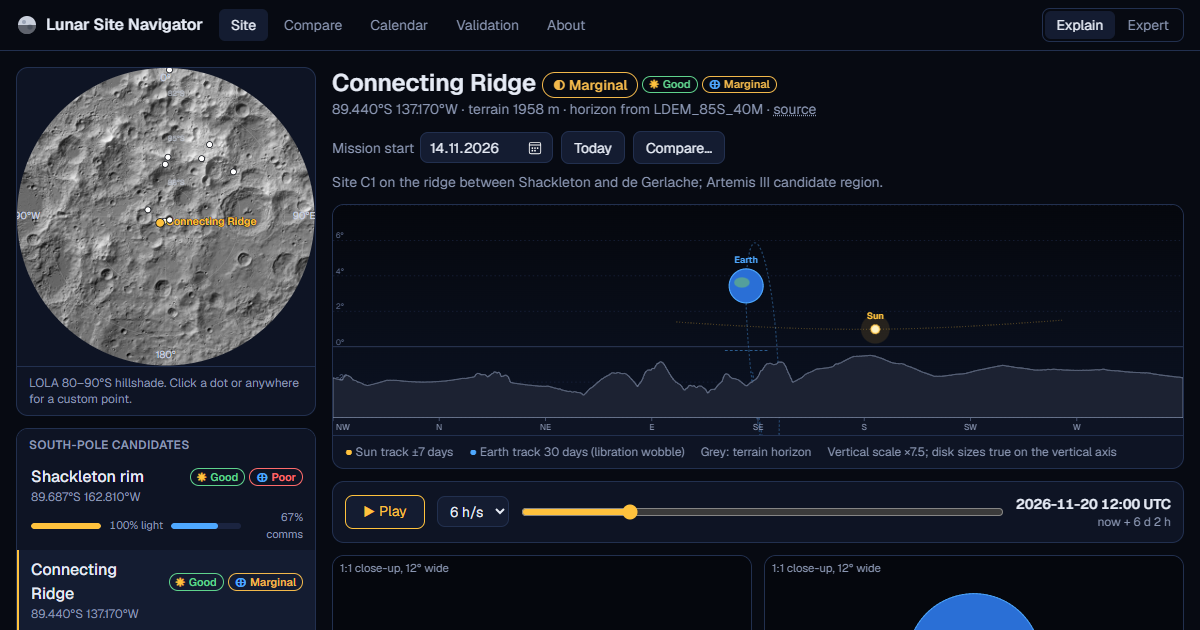 Lunar Site Navigator
Site
Compare
Calendar
Validation
About
Explain
Expert
90°W
90°E
180°
Connecting Ridge
LOLA 80–90°S hillshade. Click a dot or anywhere
for a custom point.
SOUTH-POLE CANDIDATES
Shackleton rim
Good
Poor
89.687°S 162.810°W
100% light
67%
comms
Connecting
Ridge
Good
Marginal
89.440°S 137.170°W
Connecting Ridge
Marginal
Good
Marginal
89.440°S 137.170°W · terrain 1958 m · horizon from LDEM_85S_40M · source
Mission start
14.11.2026
Today
Compare…
Site C1 on the ridge between Shackleton and de Gerlache; Artemis III candidate region.
6°
4°
2°
0°
Earth
Sun
NW
N
NE
E
SE
S
SW
W
Sun track ±7 days
Earth track 30 days (libration wobble)
Grey: terrain horizon
Vertical scale ×7.5; disk sizes true on the vertical axis
Play
6 h/s
2026-11-20 12:00 UTC
now + 6 d 2 h
1:1 close-up, 12° wide
1:1 close-up, 12° wide